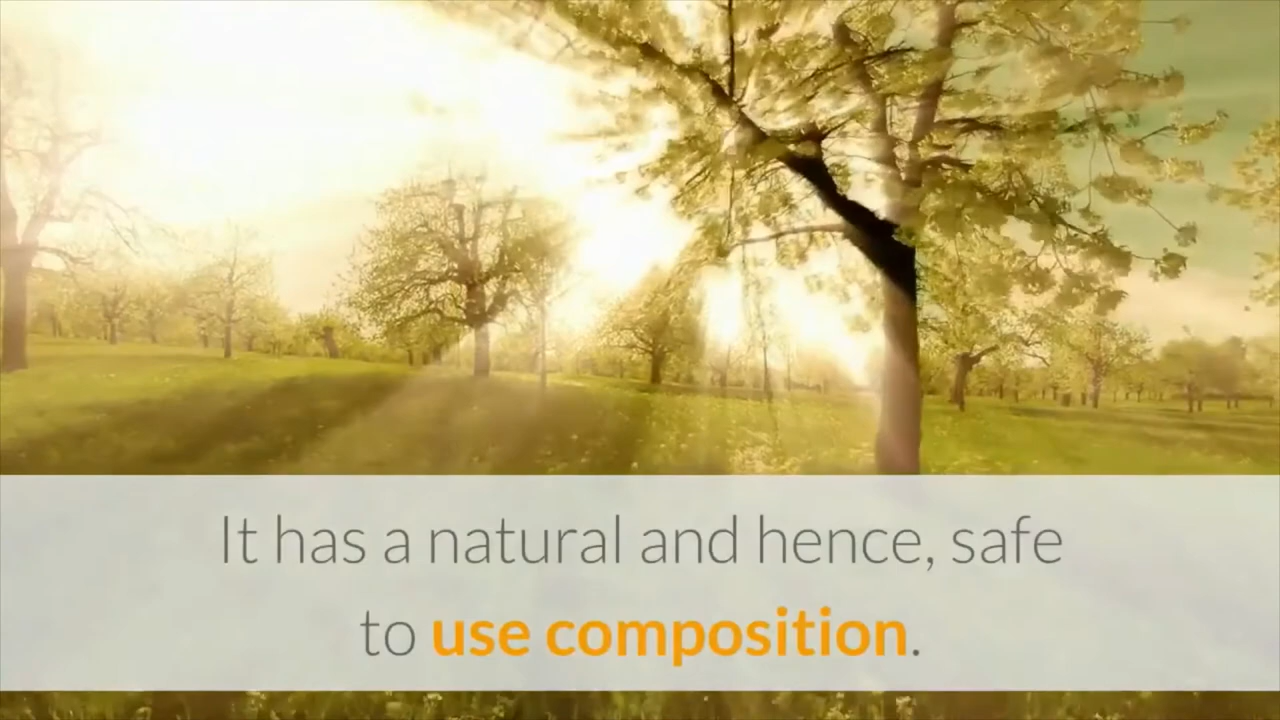 It has a natural and hence, safe
to use composition.